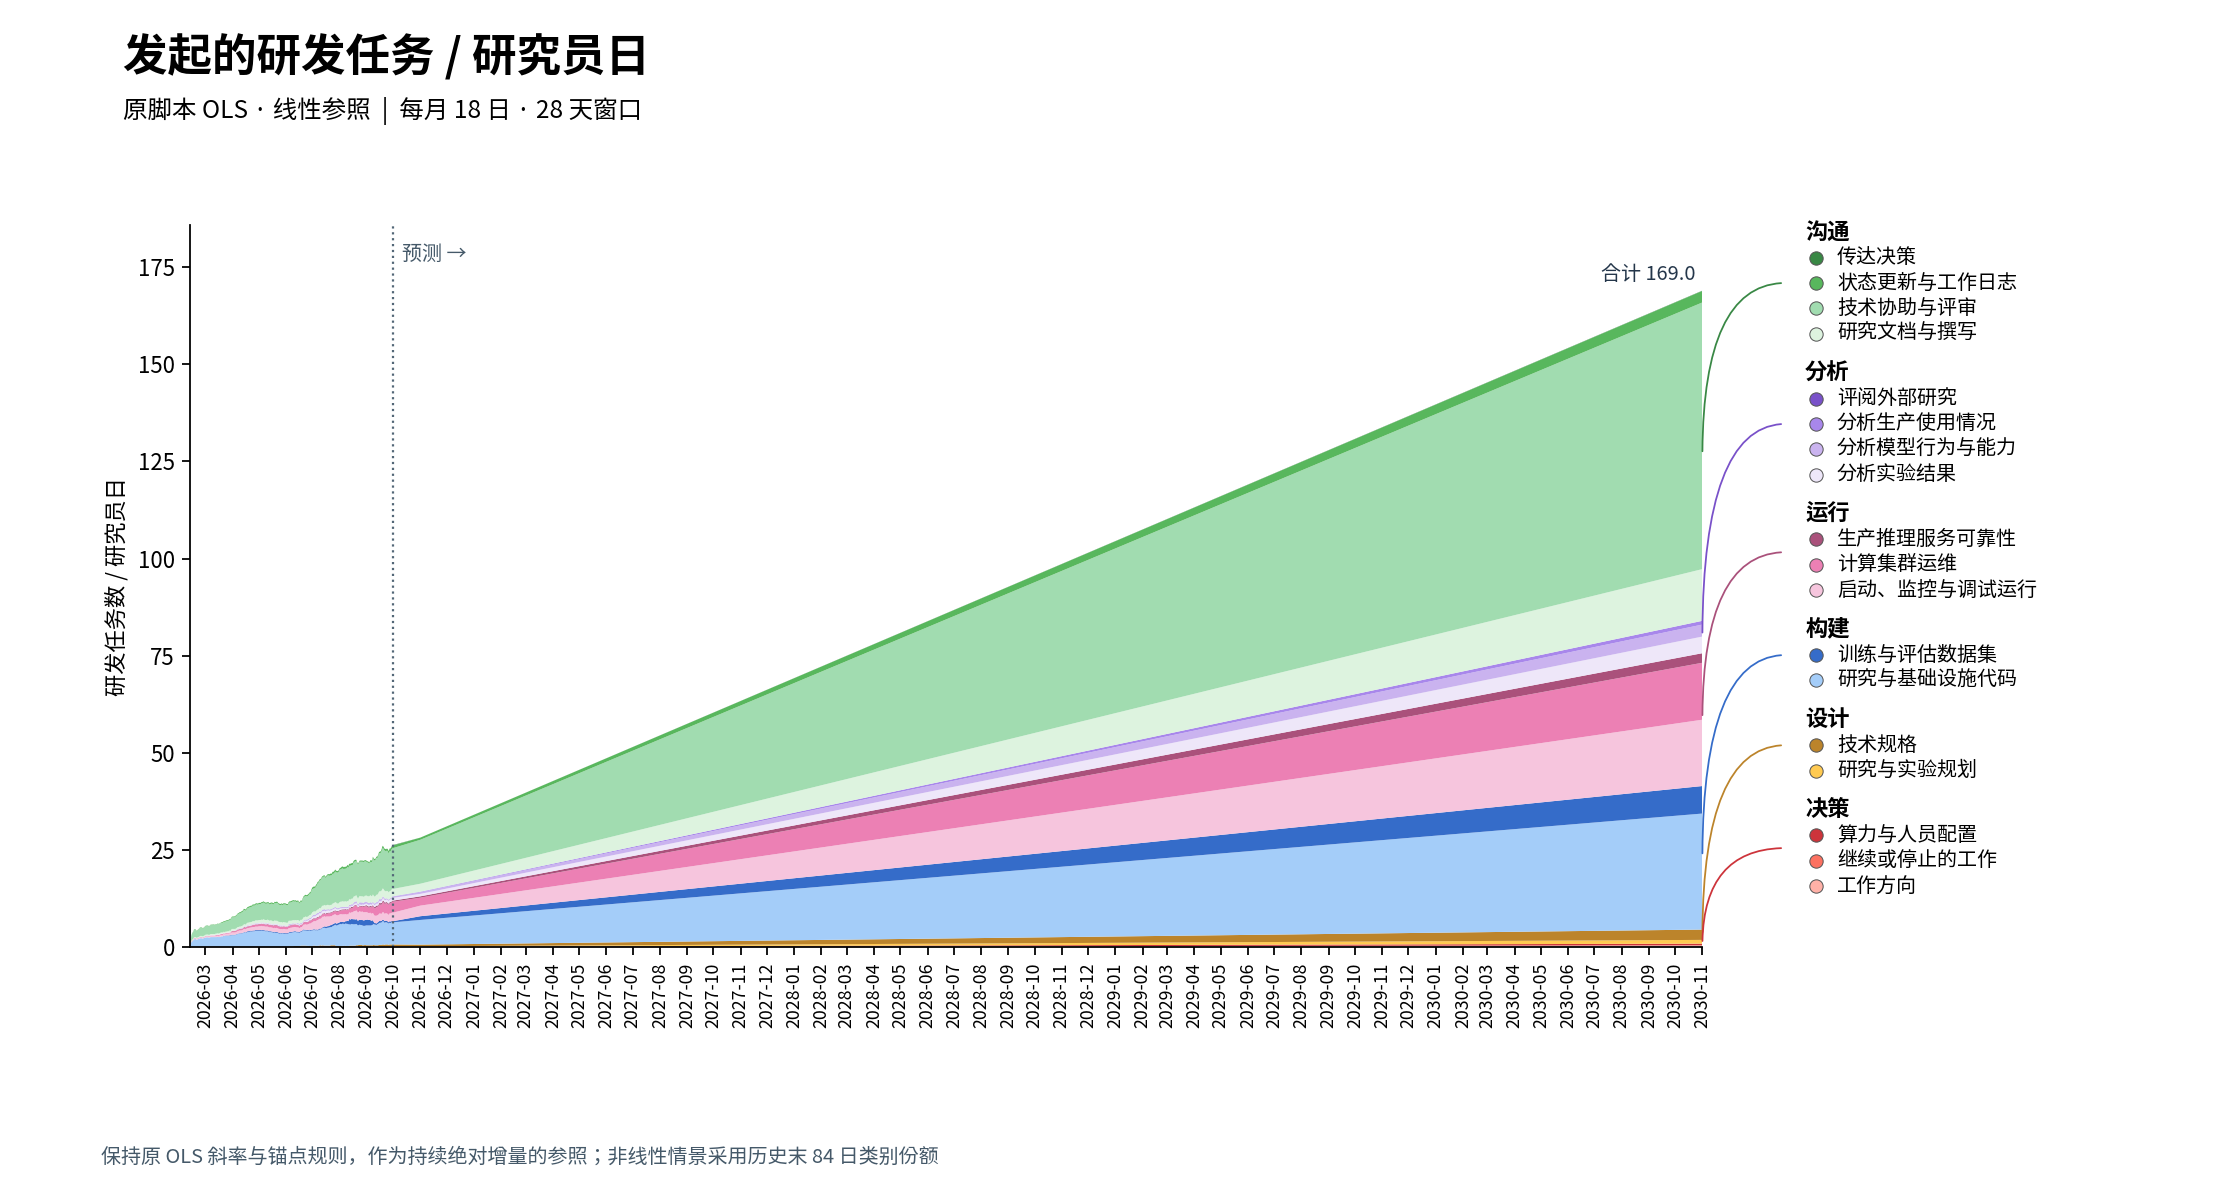 发起的研发任务 / 研究员日
原脚本 OLS · 线性参照 | 每月 18 日 · 28 天窗口
预测 →
合计 169.0
研发任务数 / 研究员日
175
150
125
100
75
50
25
0
2026-03
2026-04
2026-05
2026-06
2026-07
2026-08
2026-09
2026-10
2026-11
2026-12
2027-01
2027-02
2027-03
2027-04
2027-05
2027-06
2027-07
2027-08
2027-09
2027-10
2027-11
2027-12
2028-01
2028-02
2028-03
2028-04
2028-05
2028-06
2028-07
2028-08
2028-09
2028-10
2028-11
2028-12
2029-01
2029-02
2029-03
2029-04
2029-05
2029-06
2029-07
2029-08
2029-09
2029-10
2029-11
2029-12
2030-01
2030-02
2030-03
2030-04
2030-05
2030-06
2030-07
2030-08
2030-09
2030-10
2030-11
沟通
传达决策
状态更新与工作日志
技术协助与评审
研究文档与撰写
分析
评阅外部研究
分析生产使用情况
分析模型行为与能力
分析实验结果
运行
生产推理服务可靠性
计算集群运维
启动、监控与调试运行
构建
训练与评估数据集
研究与基础设施代码
设计
技术规格
研究与实验规划
决策
算力与人员配置
继续或停止的工作
工作方向
保持原 OLS 斜率与锚点规则，作为持续绝对增量的参照；非线性情景采用历史末 84 日类别份额